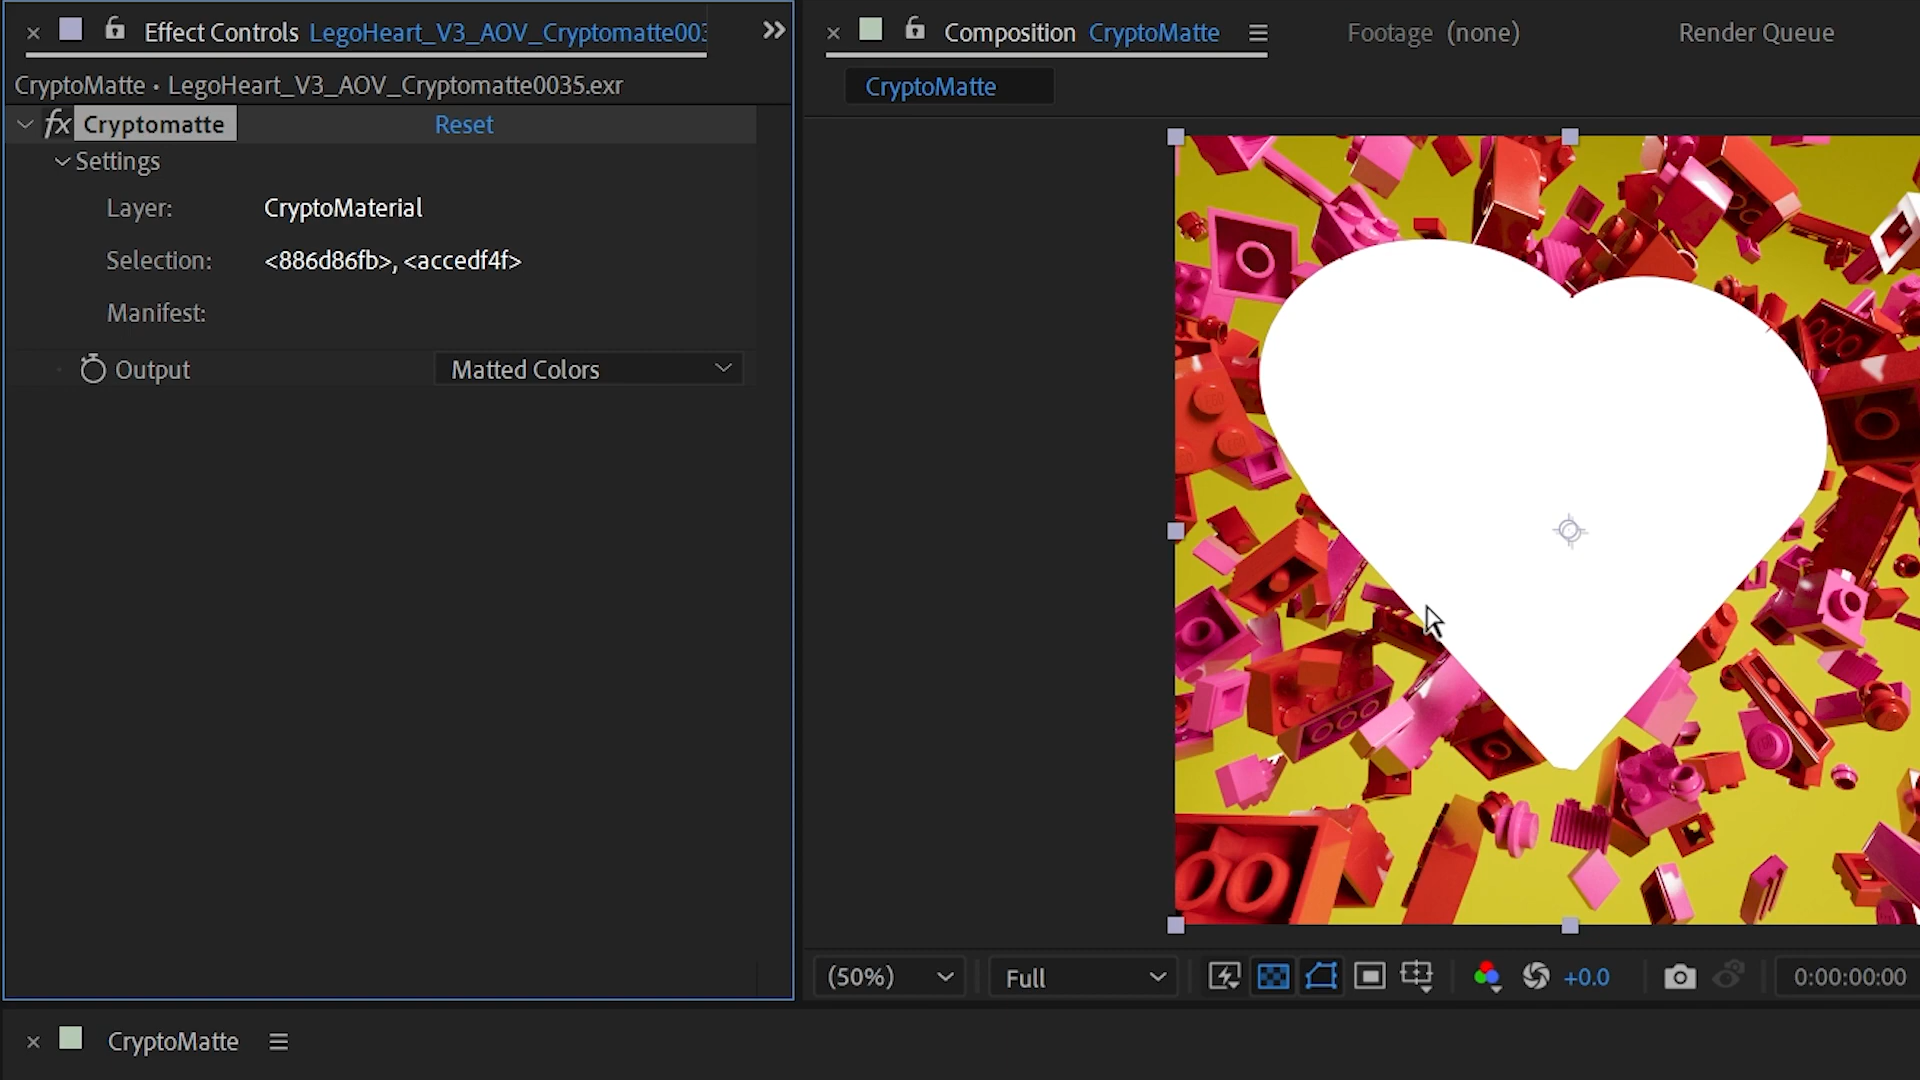 Effect Controls LegoHeart_V3_AOV_Cryptomatte003
CryptoMatte • LegoHeart_V3_AOV_Cryptomatte0035.exr
fx Cryptomatte Reset
Settings
Layer: CryptoMaterial
Selection: <886d86fb>, <accedf4f>
Manifest:
Output Matted Colors
Composition CryptoMatte
Footage (none)
Render Queue
CryptoMatte
(50%) Full +0.0 0:00:00:00
CryptoMatte